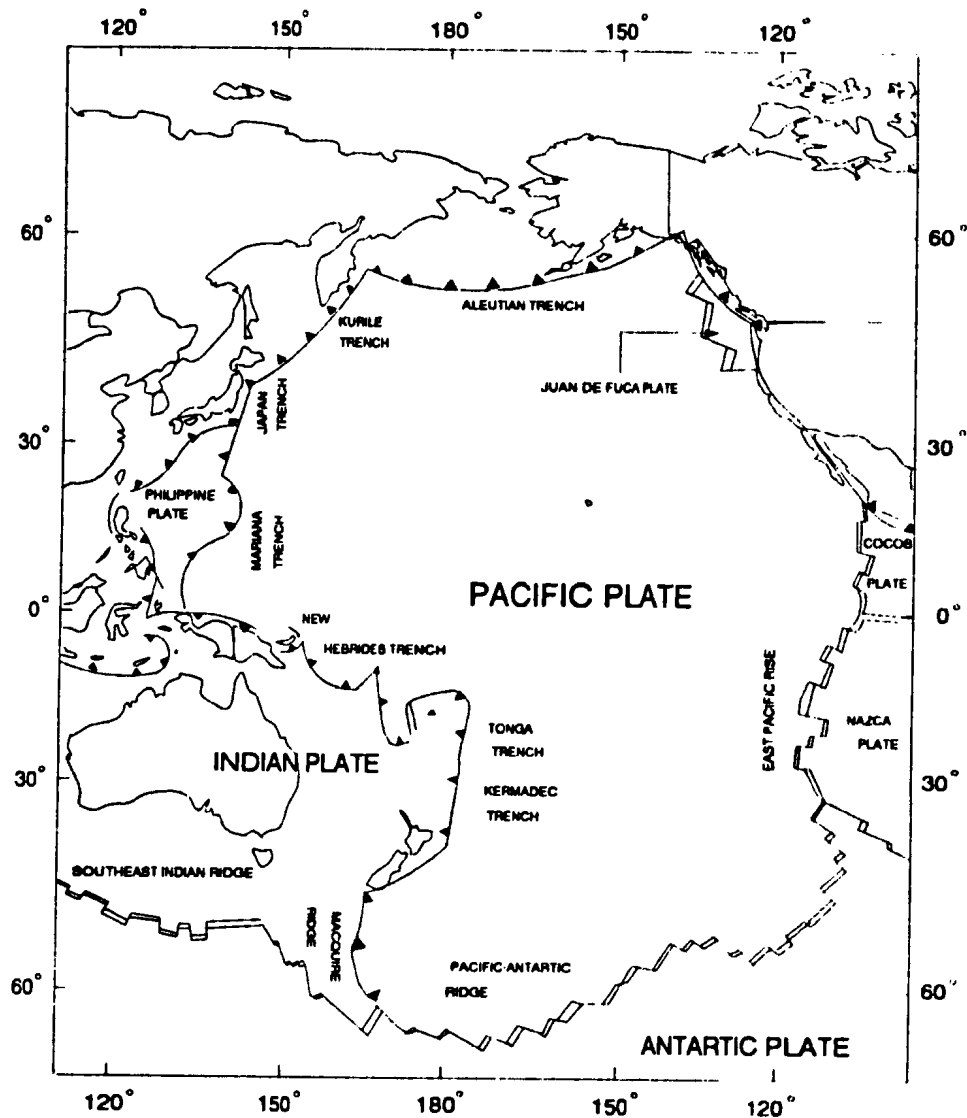 120° 150° 180° 150° 120°
60° 60°
ALEUTIAN TRENCH
KURILE
TRENCH
JUAN DE FUCA PLATE
JAPAN
TRENCH
30° 30°
PHILIPPINE
PLATE
MARIANA
TRENCH
COCOS
PLATE
PACIFIC PLATE
0° 0°
NEW
HEBRIDES TRENCH
EAST PACIFIC RISE
NAZCA
PLATE
TONGA
TRENCH
INDIAN PLATE
30° 30°
KERMADEC
TRENCH
SOUTHEAST INDIAN RIDGE
MACQUIRE
RIDGE
PACIFIC-ANTARTIC
RIDGE
60° 60°
ANTARTIC PLATE
120° 150° 180° 150° 120°